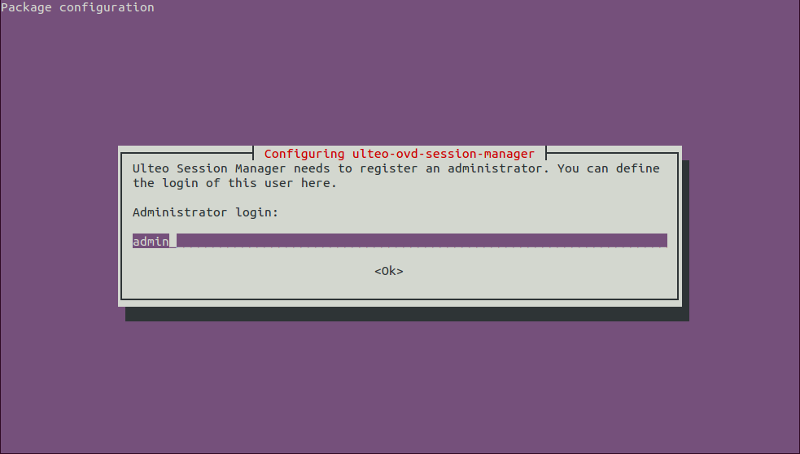 Package configuration
Configuring ulteo-ovd-session-manager
Ulteo Session Manager needs to register an administrator. You can define
the login of this user here.
Administrator login:
admin
<Ok>